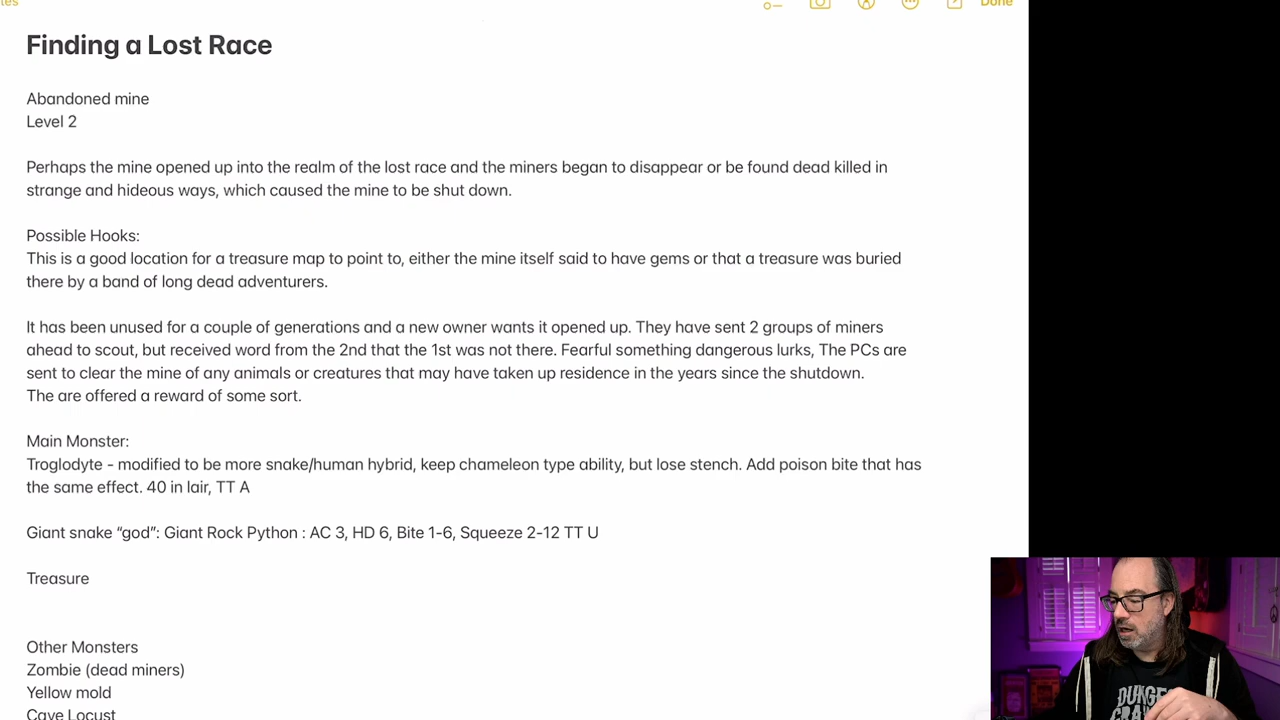 tes
Done
Finding a Lost Race
Abandoned mine
Level 2
Perhaps the mine opened up into the realm of the lost race and the miners began to disappear or be found dead killed in
strange and hideous ways, which caused the mine to be shut down.
Possible Hooks:
This is a good location for a treasure map to point to, either the mine itself said to have gems or that a treasure was buried
there by a band of long dead adventurers.
It has been unused for a couple of generations and a new owner wants it opened up. They have sent 2 groups of miners
ahead to scout, but received word from the 2nd that the 1st was not there. Fearful something dangerous lurks, The PCs are
sent to clear the mine of any animals or creatures that may have taken up residence in the years since the shutdown.
The are offered a reward of some sort.
Main Monster:
Troglodyte - modified to be more snake/human hybrid, keep chameleon type ability, but lose stench. Add poison bite that has
the same effect. 40 in lair, TT A
Giant snake “god”: Giant Rock Python : AC 3, HD 6, Bite 1-6, Squeeze 2-12 TT U
Treasure
Other Monsters
Zombie (dead miners)
Yellow mold
Cave Locust